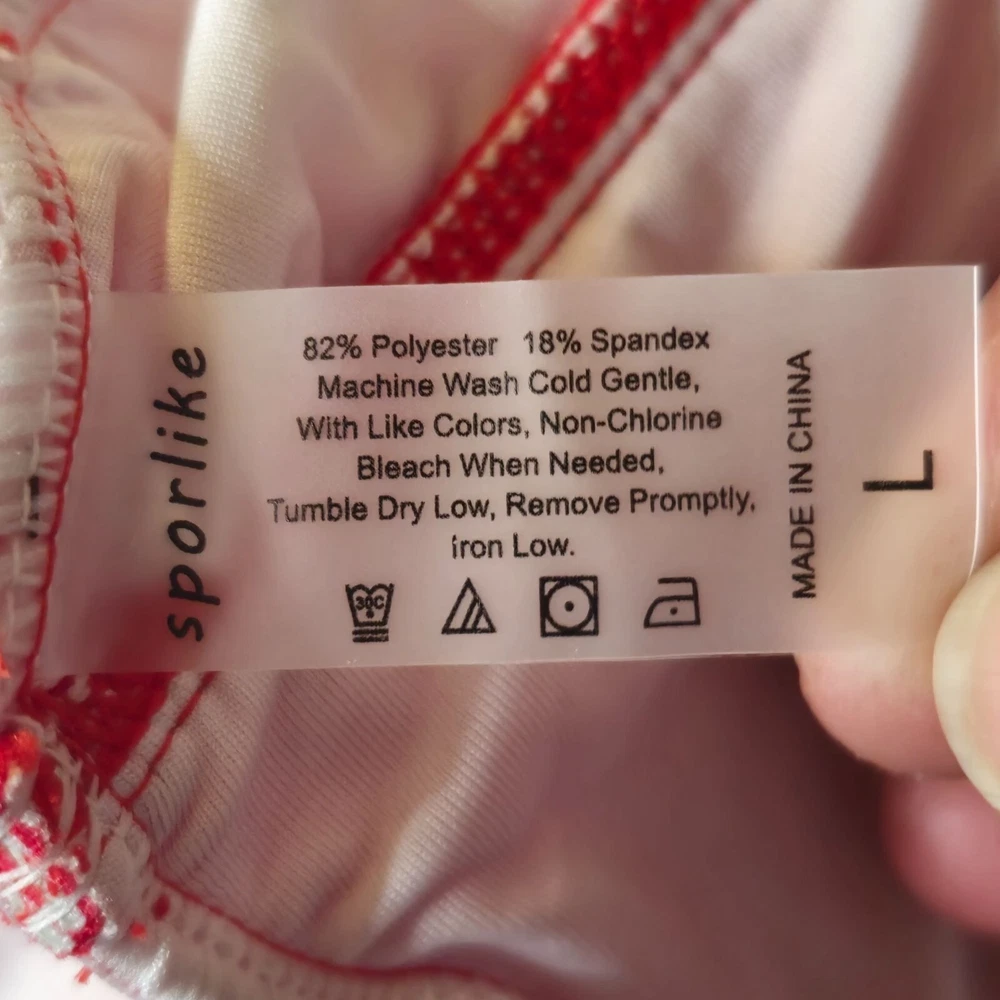 sporlike
82% Polyester 18% Spandex
Machine Wash Cold Gentle,
With Like Colors, Non-Chlorine
Bleach When Needed,
Tumble Dry Low, Remove Promptly,
iron Low.
30C
MADE IN CHINA
L